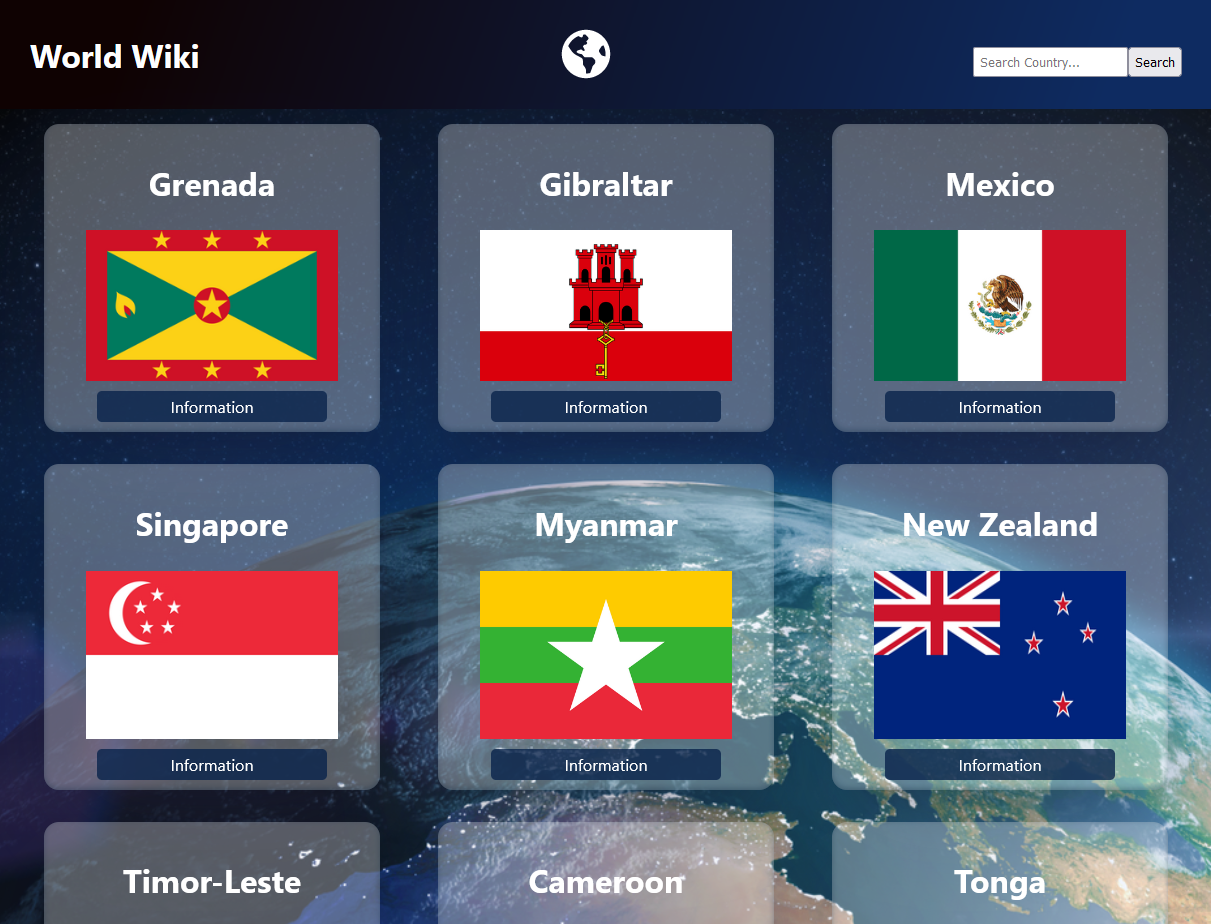 World Wiki
Search Country...
Search
Grenada
Gibraltar
Mexico
Information
Information
Information
Singapore
Myanmar
New Zealand
Information
Information
Information
Timor-Leste
Cameroon
Tonga